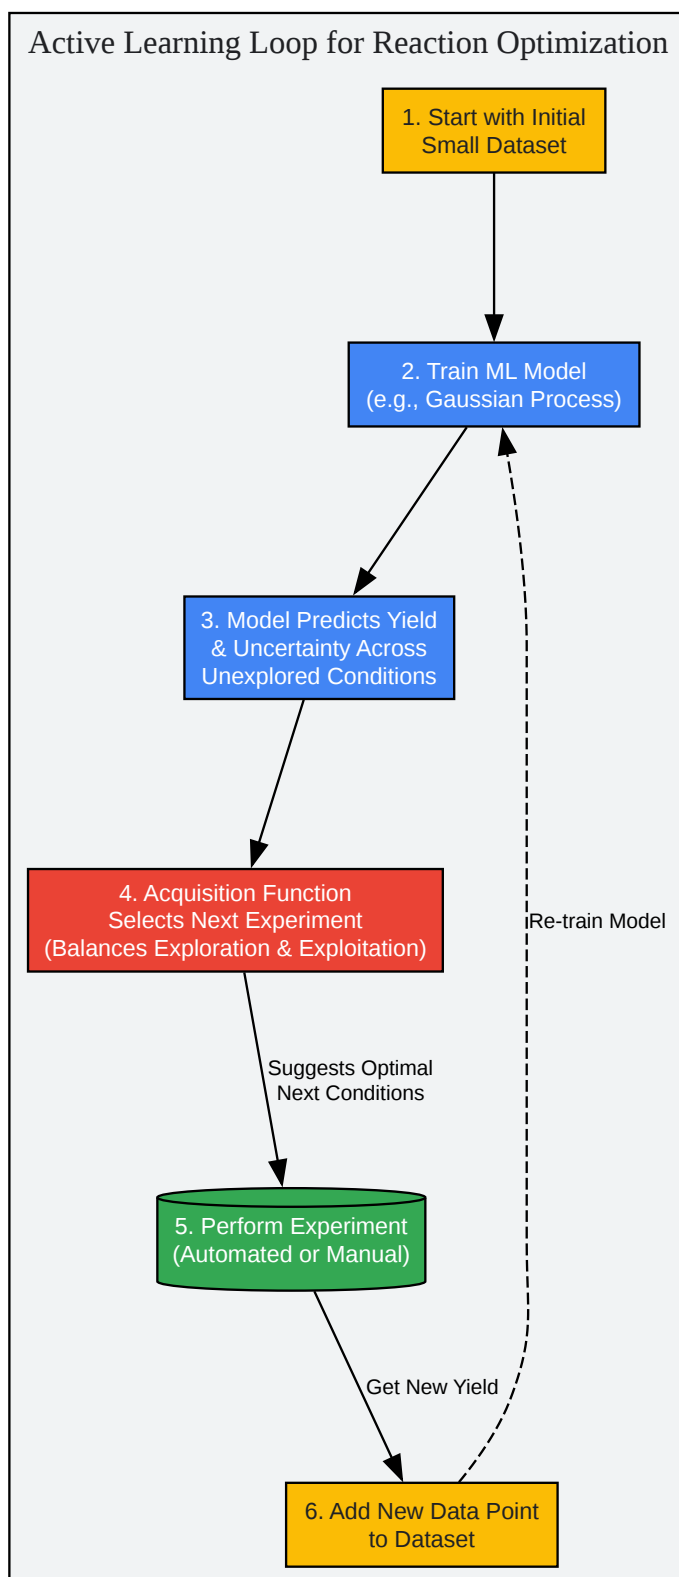 Active Learning Loop for Reaction Optimization
1. Start with Initial
Small Dataset
2. Train ML Model
(e.g., Gaussian Process)
3. Model Predicts Yield
& Uncertainty Across
Unexplored Conditions
4. Acquisition Function
Selects Next Experiment
(Balances Exploration & Exploitation)
Re-train Model
Suggests Optimal
Next Conditions
5. Perform Experiment
(Automated or Manual)
Get New Yield
6. Add New Data Point
to Dataset